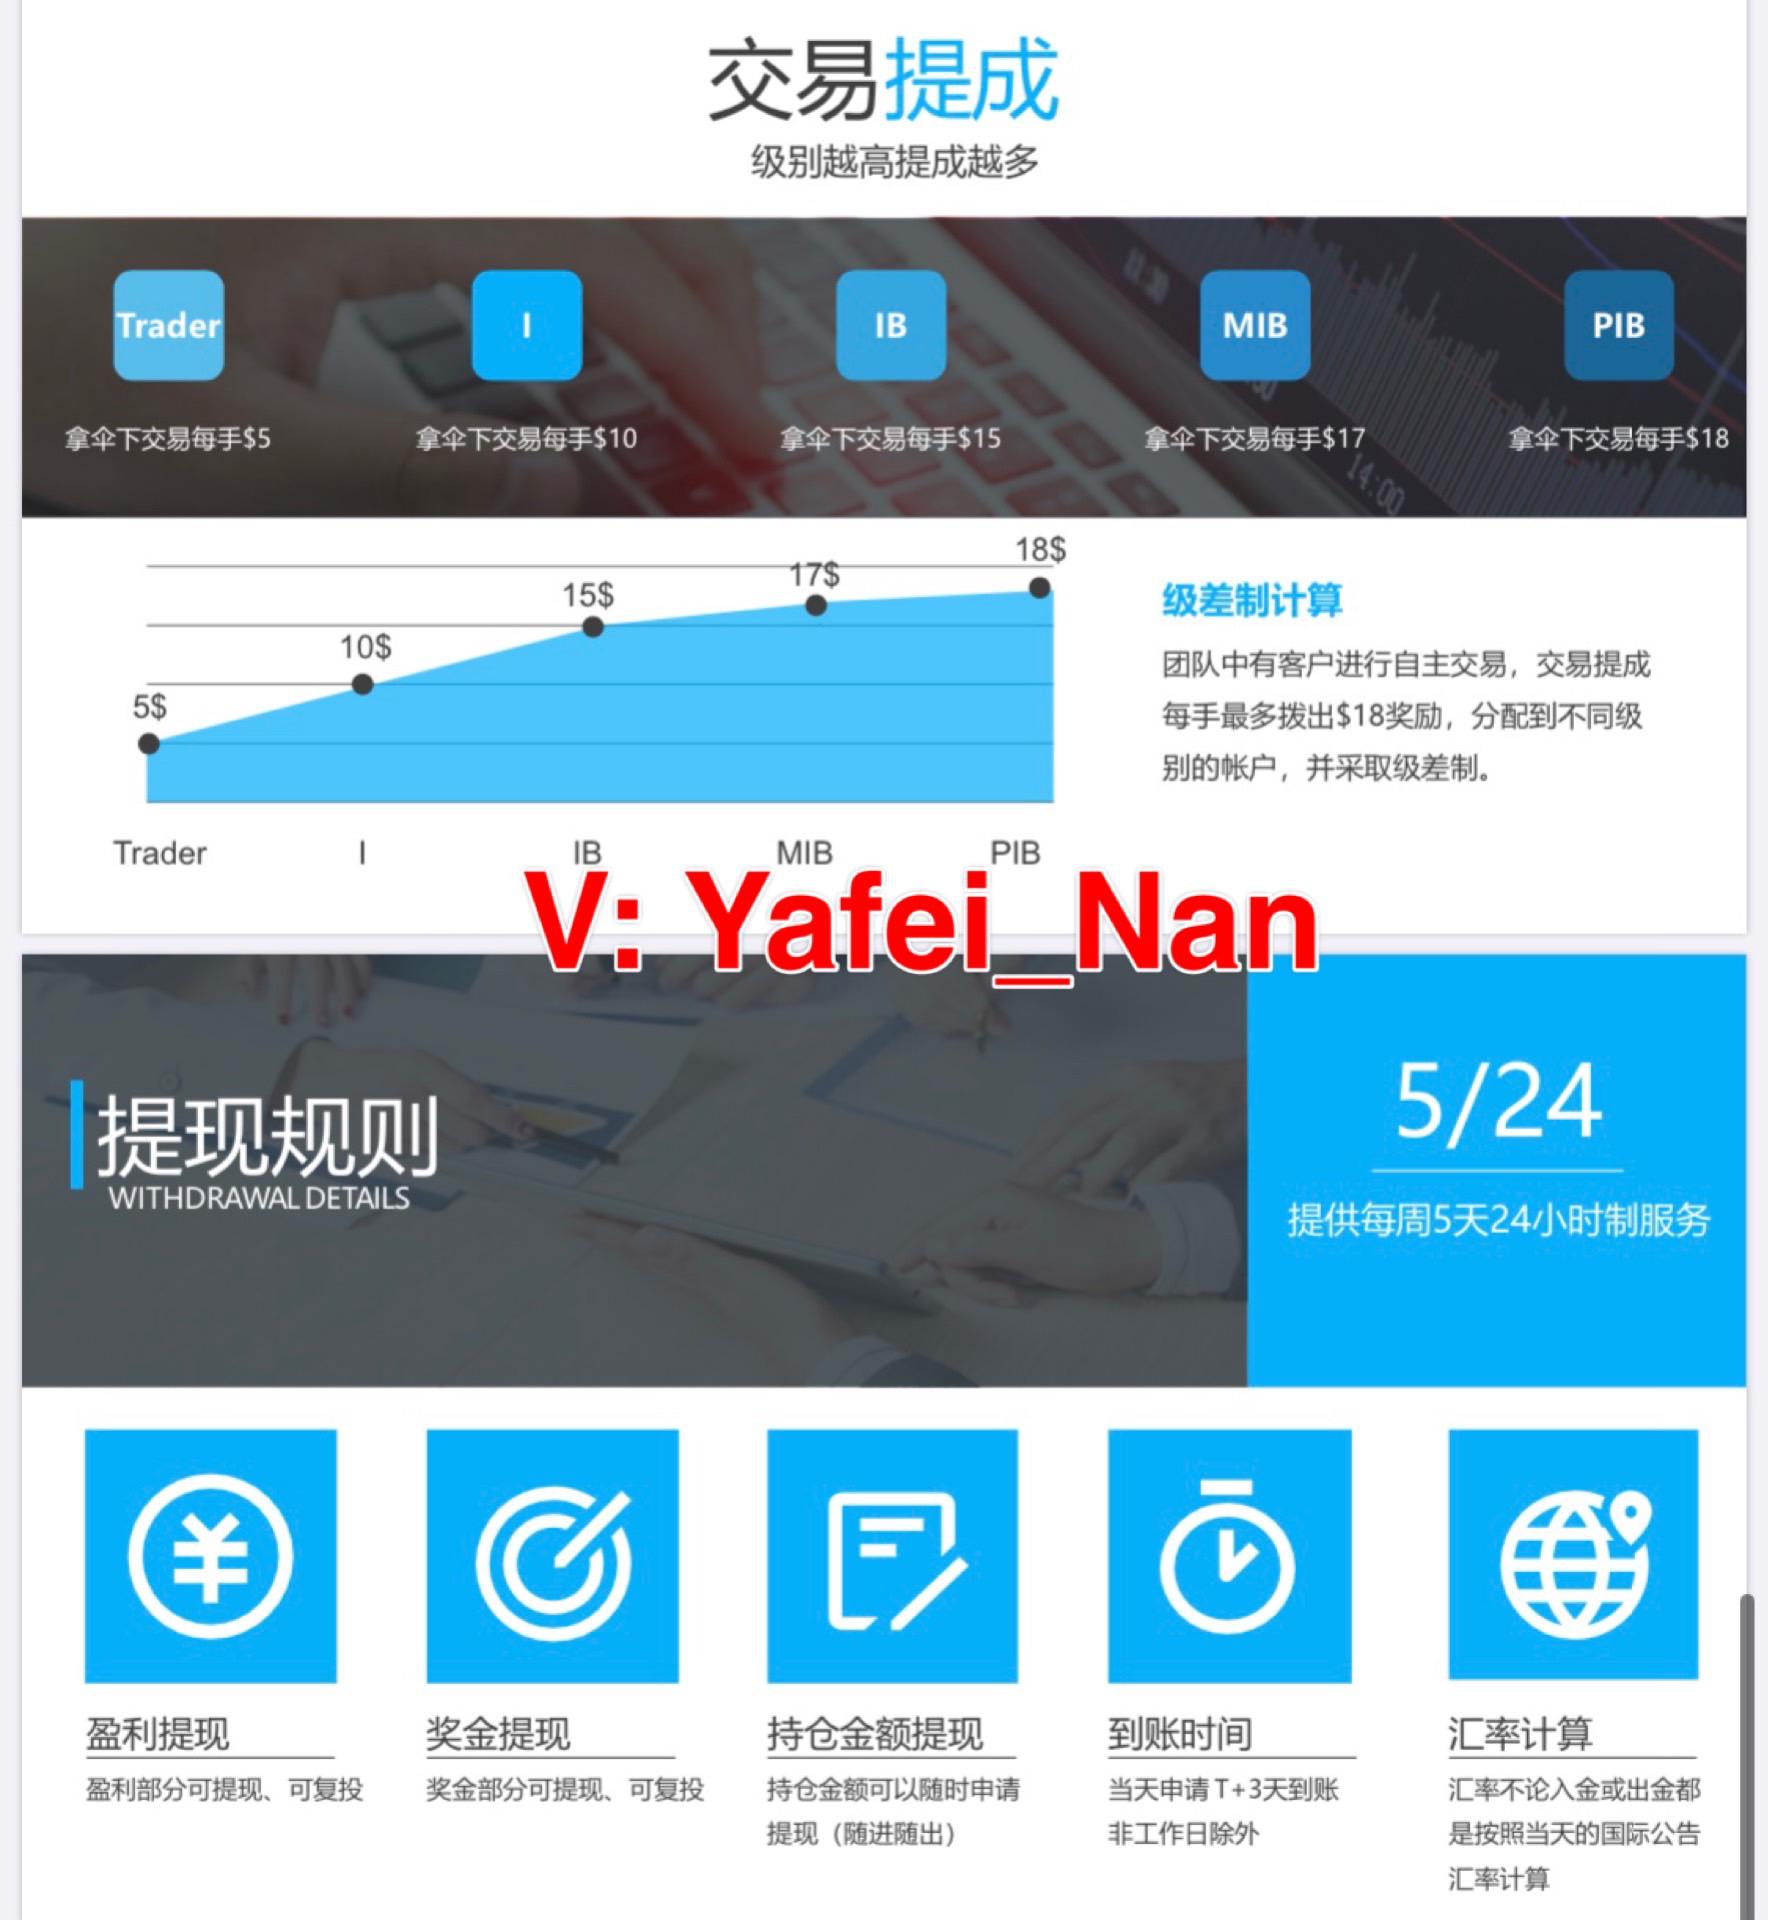 交易提成
级别越高提成越多
11:30
Trader
I
IB
MIB
PIB
拿伞下交易每手$5
拿伞下交易每手$10
拿伞下交易每手$15
拿伞下交易每手$17
拿伞下交易每手$18
14:00
5$
10$
15$
17$
18$
Trader
I
IB
MIB
PIB
级差制计算
团队中有客户进行自主交易，交易提成
每手最多拨出$18奖励，分配到不同级
别的帐户，并采取级差制。
V: Yafei_Nan
提现规则
WITHDRAWAL DETAILS
5/24
提供每周5天24小时制服务
盈利提现
盈利部分可提现、可复投
奖金提现
奖金部分可提现、可复投
持仓金额提现
持仓金额可以随时申请
提现（随进随出）
到账时间
当天申请 T+3天到账
非工作日除外
汇率计算
汇率不论入金或出金都
是按照当天的国际公告
汇率计算